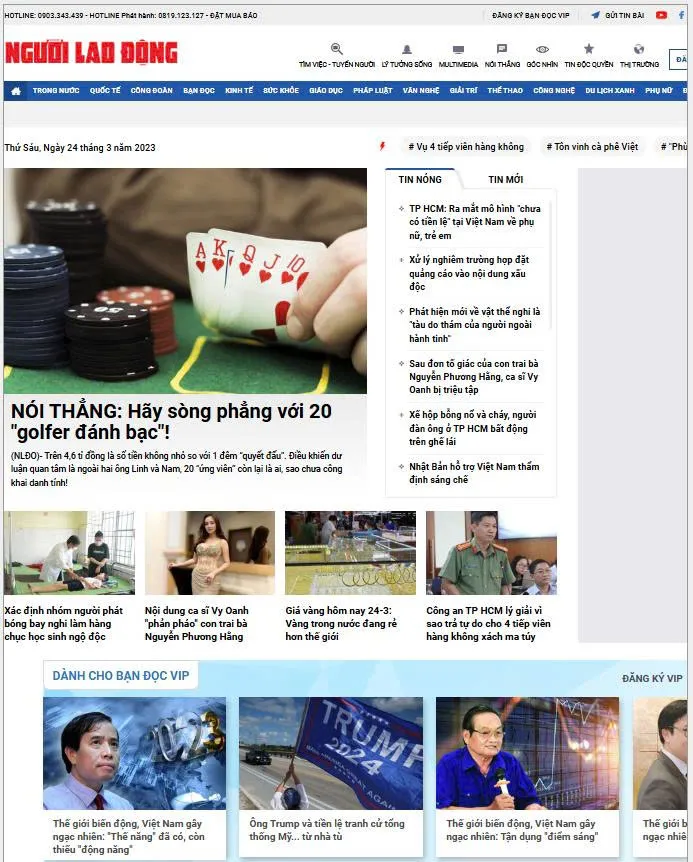 HOTLINE: 0903.343.439 - HOTLINE Phát hành: 0819.123.127 - ĐẶT MUA BÁO
ĐĂNG KÝ BẠN ĐỌC VIP
GỬI TIN BÀI
NGƯỜI LAO ĐỘNG
TÌM VIỆC - TUYỂN NGƯỜI
LÝ TƯỞNG SỐNG
MULTIMEDIA
NÓI THẲNG
GÓC NHÌN
TIN ĐỘC QUYỀN
THỊ TRƯỜNG
TRONG NƯỚC QUỐC TẾ CÔNG ĐOÀN BẠN ĐỌC KINH TẾ SỨC KHỎE GIÁO DỤC PHÁP LUẬT VĂN NGHỆ GIẢI TRÍ THỂ THAO CÔNG NGHỆ DU LỊCH XANH PHỤ NỮ
Thứ Sáu, Ngày 24 tháng 3 năm 2023
# Vụ 4 tiếp viên hàng không
# Tôn vinh cà phê Việt
# "Phù
A K Q J 10
NÓI THẲNG: Hãy sòng phẳng với 20
"golfer đánh bạc"!
(NLĐO)- Trên 4,6 tỉ đồng là số tiền không nhỏ so với 1 đêm "quyết đấu". Điều khiến dư
luận quan tâm là ngoài hai ông Linh và Nam, 20 "ứng viên" còn lại là ai, sao chưa công
khai danh tính!
TIN NÓNG
TIN MỚI
TP HCM: Ra mắt mô hình "chưa
có tiền lệ" tại Việt Nam về phụ
nữ, trẻ em
Xử lý nghiêm trường hợp đặt
quảng cáo vào nội dung xấu
độc
Phát hiện mới về vật thể nghi là
"tàu do thám của người ngoài
hành tinh"
Sau đơn tố giác của con trai bà
Nguyễn Phương Hằng, ca sĩ Vy
Oanh bị triệu tập
Xế hộp bỗng nổ và cháy, người
đàn ông ở TP HCM bất động
trên ghế lái
Nhật Bản hỗ trợ Việt Nam thẩm
định sáng chế
Xác định nhóm người phát
bóng bay nghi làm hàng
chục học sinh ngộ độc
Nội dung ca sĩ Vy Oanh
"phản pháo" con trai bà
Nguyễn Phương Hằng
Giá vàng hôm nay 24-3:
Vàng trong nước đang rẻ
hơn thế giới
Công an TP HCM lý giải vì
sao trả tự do cho 4 tiếp viên
hàng không xách ma túy
DÀNH CHO BẠN ĐỌC VIP
ĐĂNG KÝ VIP
2023
TRUMP
2024
Thế giới biến động, Việt Nam gây
ngạc nhiên: "Thế năng" đã có, còn
thiếu "động năng"
Ông Trump và tiền lệ tranh cử tổng
thống Mỹ... từ nhà tù
Thế giới biến động, Việt Nam gây
ngạc nhiên: Tận dụng "điểm sáng"
Thế giới b
ngạc nhiê